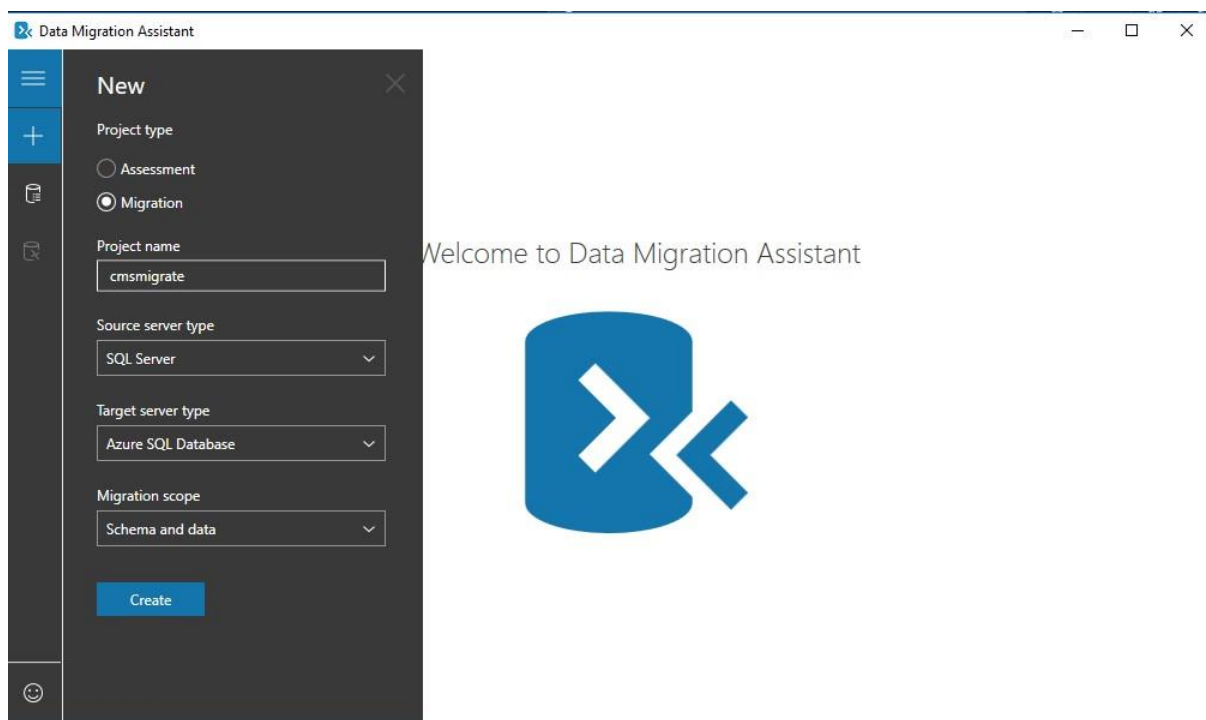 Data Migration Assistant
New
Project type
Assessment
Migration
Project name
cmsmigrate
Source server type
SQL Server
Target server type
Azure SQL Database
Migration scope
Schema and data
Create
Welcome to Data Migration Assistant